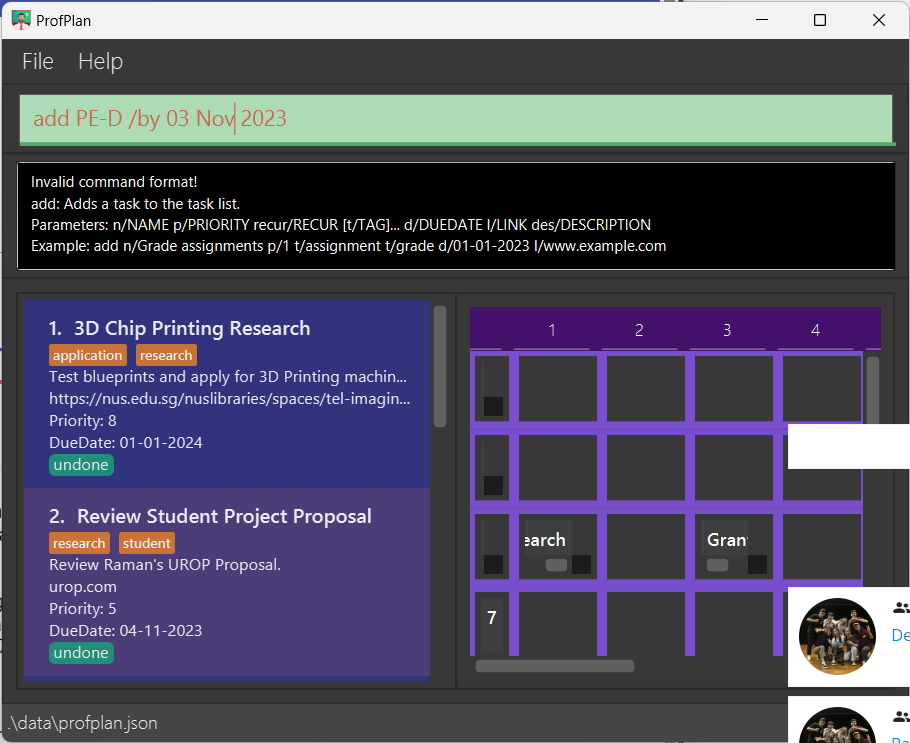 ProfPlan
File Help
add PE-D /by 03 Nov 2023
Invalid command format!
add: Adds a task to the task list.
Parameters: n/NAME p/PRIORITY recur/RECUR [t/TAG]... d/DUEDATE l/LINK des/DESCRIPTION
Example: add n/Grade assignments p/1 t/assignment t/grade d/01-01-2023 l/www.example.com
1. 3D Chip Printing Research
application research
Test blueprints and apply for 3D Printing machin...
https://nus.edu.sg/nuslibraries/spaces/tel-imagin...
Priority: 8
DueDate: 01-01-2024
undone
2. Review Student Project Proposal
research student
Review Raman's UROP Proposal.
urop.com
Priority: 5
DueDate: 04-11-2023
undone
1 2 3 4
earch Gran
7
De
.\data\profplan.json